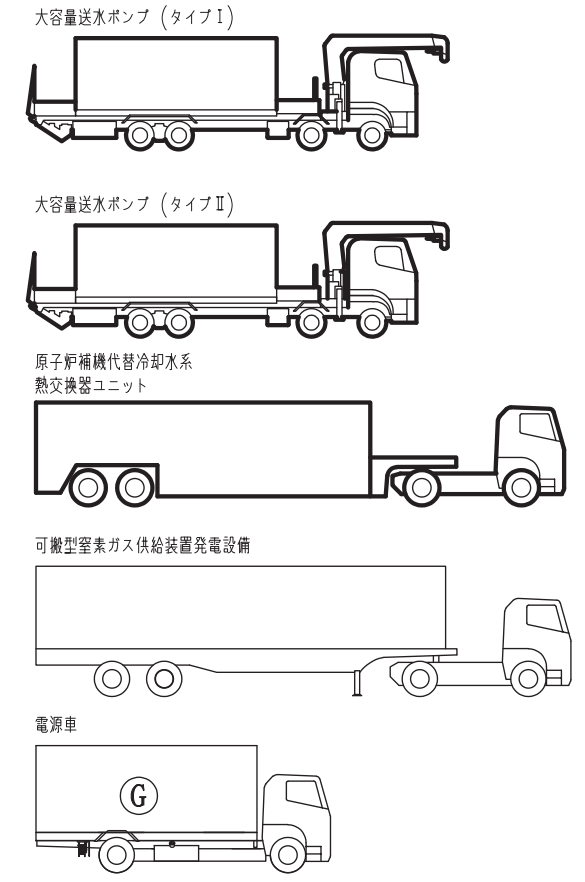 大容量送水ポンプ(タイプⅠ)
大容量送水ポンプ(タイプⅡ)
原子炉補機代替冷却水系
熱交換器ユニット
可搬型窒素ガス供給装置発電設備
電源車
G